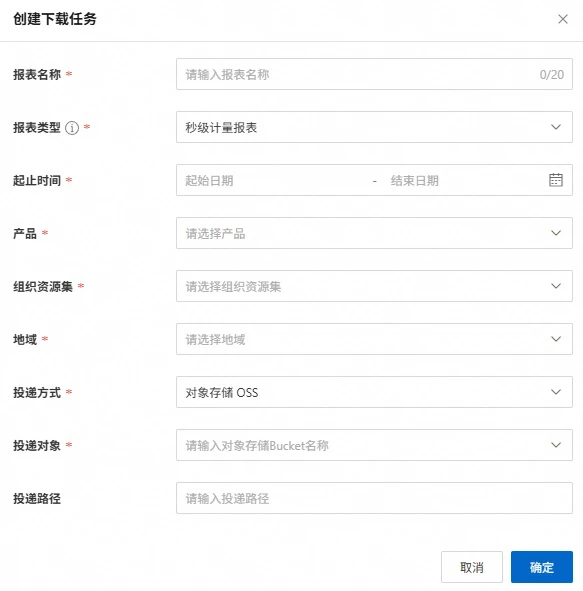 创建下载任务
报表名称 * 请输入报表名称 0/20
报表类型 * 秒级计量报表
起止时间 * 起始日期 - 结束日期
产品 * 请选择产品
组织资源集 * 请选择组织资源集
地域 * 请选择地域
投递方式 * 对象存储 OSS
投递对象 * 请输入对象存储Bucket名称
投递路径 请输入投递路径
取消 确定